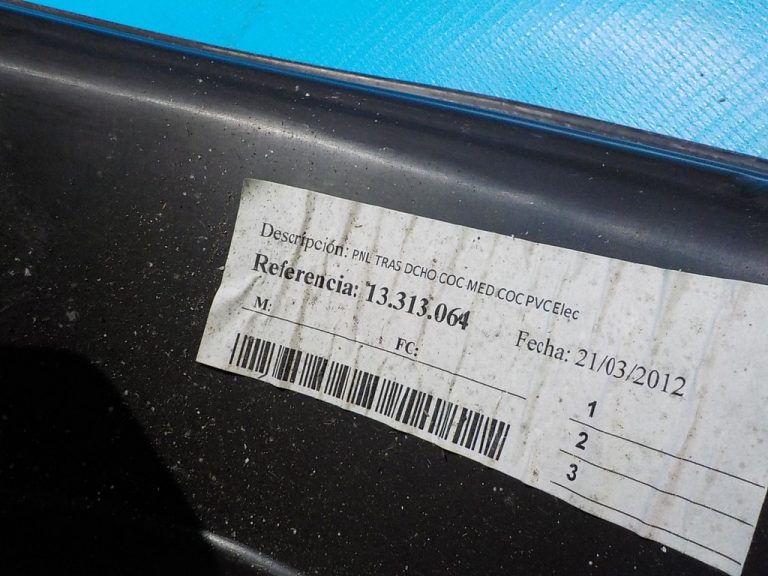 Descripción: PNL TRAS DCHO COC MED COC PVC Elec
Referencia: 13.313.064
Fecha: 21/03/2012
M:
FC:
1
2
3